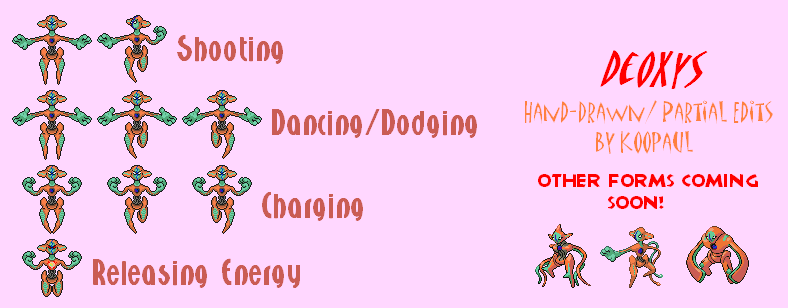 Shooting
Dancing/Dodging
Charging
Releasing Energy
DEOXYS
HAND-DRAWN/ PARTiAL EDiTS
BY KOOPAUL
OTHER FORMS COMING
SOON!